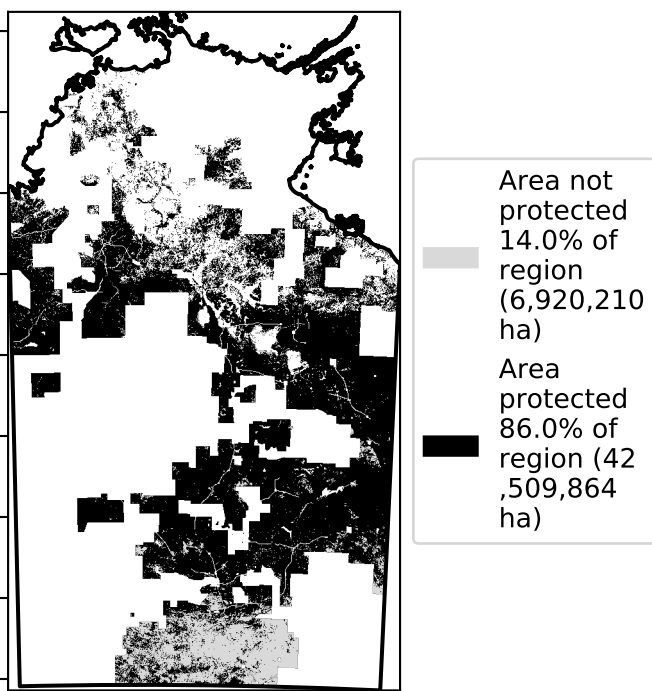 Area not
protected
14.0% of
region
(6,920,210
ha)
Area
protected
86.0% of
region (42
,509,864
ha)